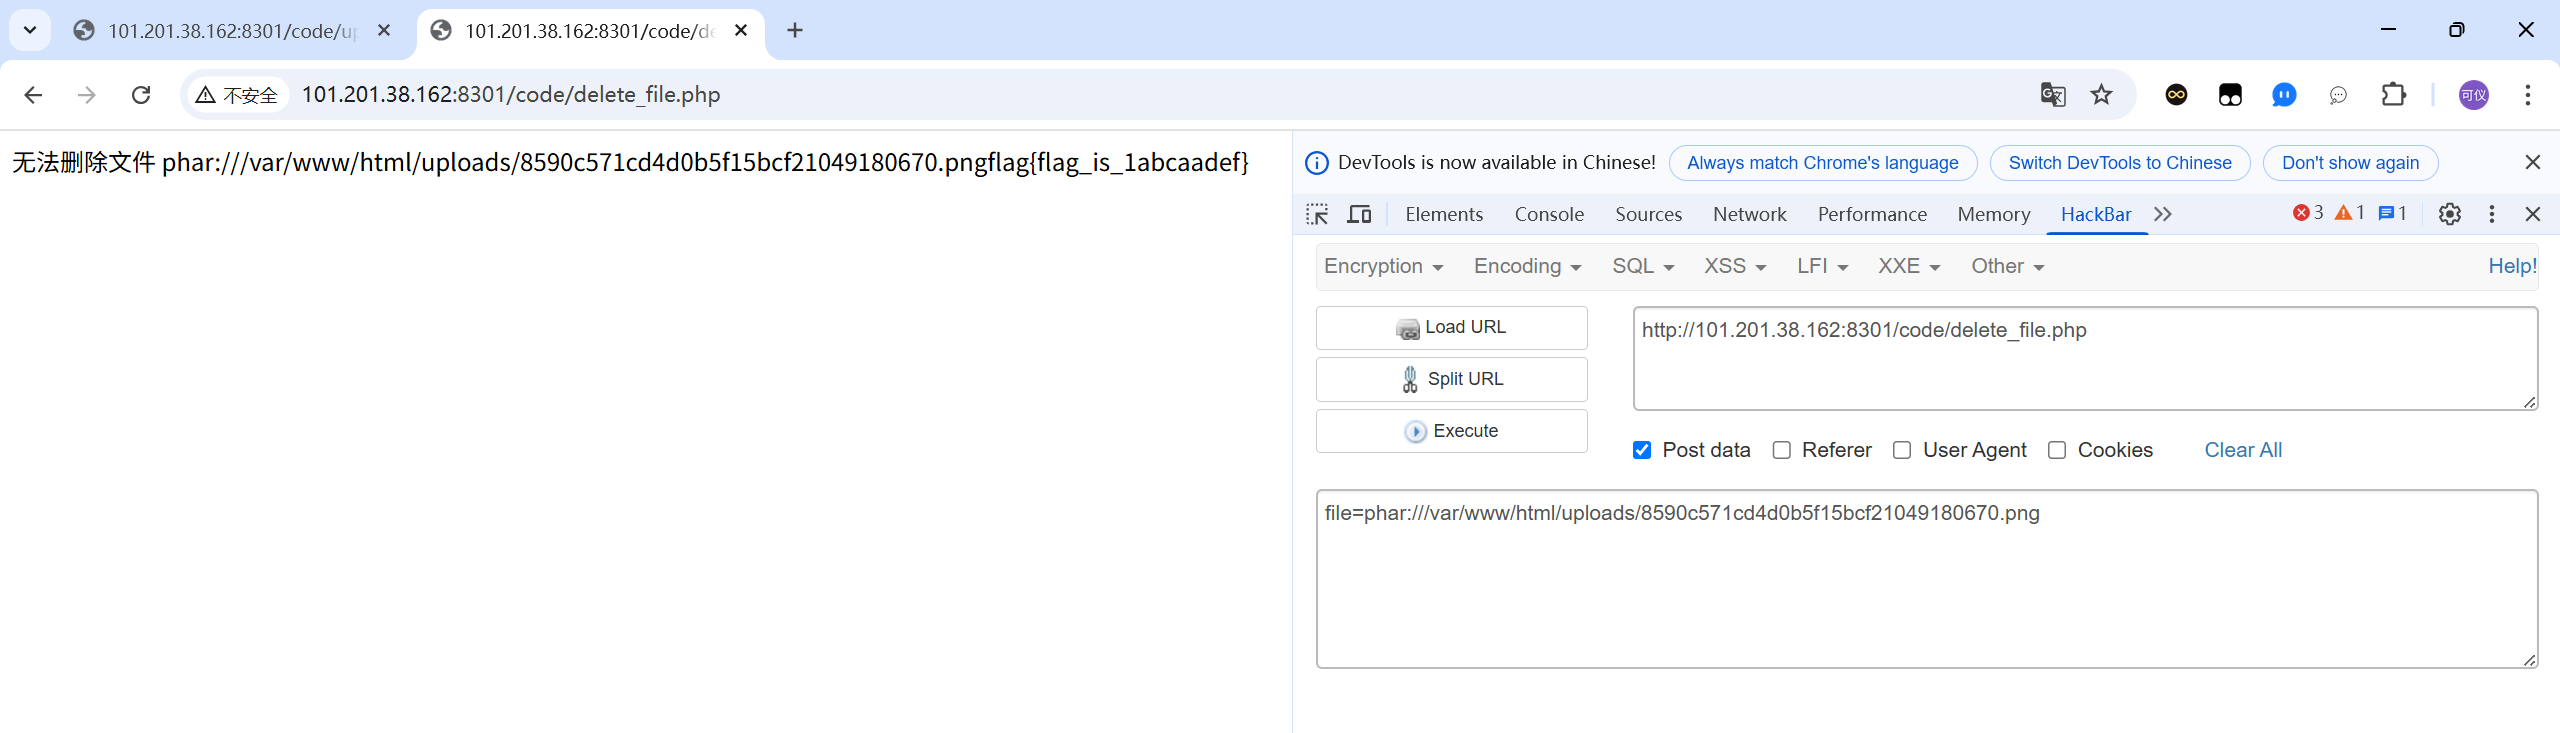 101.201.38.162:8301/code/up
101.201.38.162:8301/code/de
不安全
101.201.38.162:8301/code/delete_file.php
可仪
无法删除文件 phar:///var/www/html/uploads/8590c571cd4d0b5f15bcf21049180670.pngflag{flag_is_1abcaadef}
DevTools is now available in Chinese!
Always match Chrome's language
Switch DevTools to Chinese
Don't show again
Elements
Console
Sources
Network
Performance
Memory
HackBar
3
1
1
Encryption
Encoding
SQL
XSS
LFI
XXE
Other
Help!
Load URL
Split URL
Execute
http://101.201.38.162:8301/code/delete_file.php
Post data
Referer
User Agent
Cookies
Clear All
file=phar:///var/www/html/uploads/8590c571cd4d0b5f15bcf21049180670.png